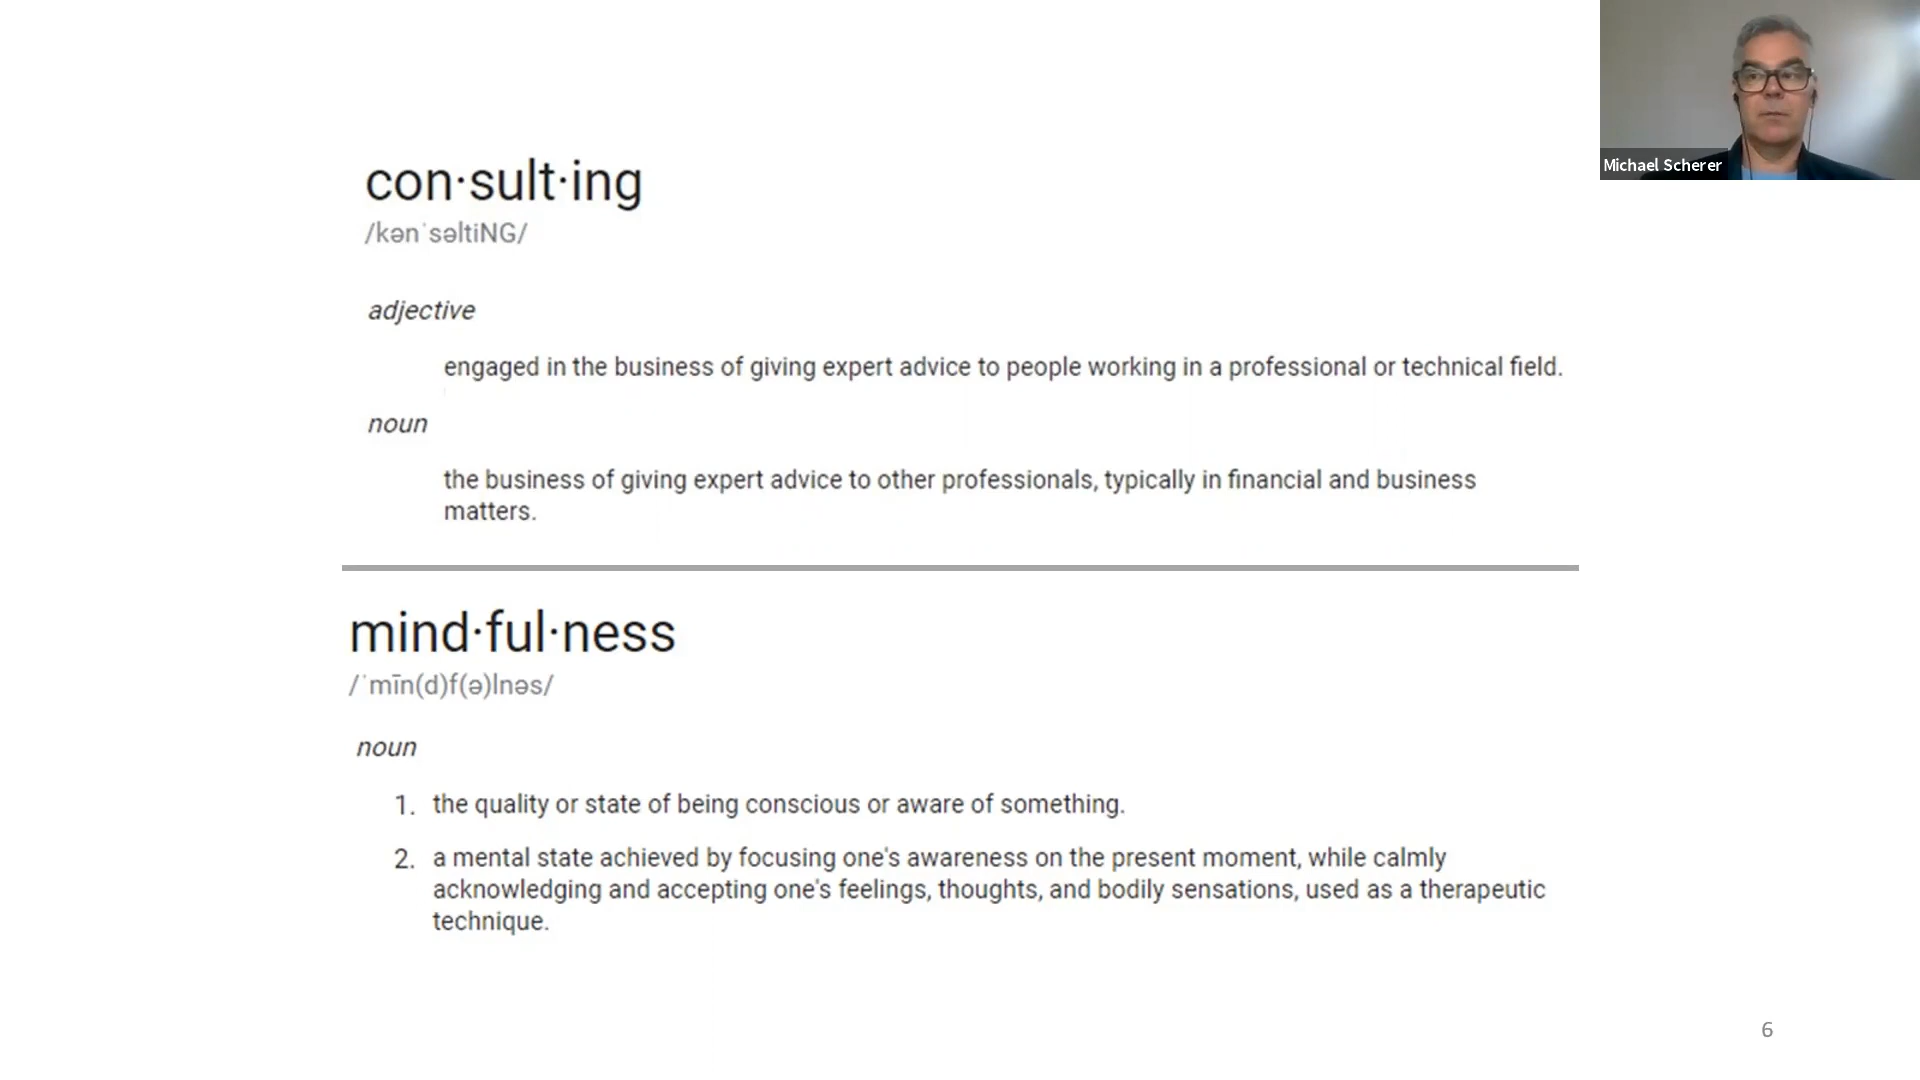 con·sult·ing
/kənˈsəltiNG/
adjective
engaged in the business of giving expert advice to people working in a professional or technical field.
noun
the business of giving expert advice to other professionals, typically in financial and business
matters.
mind·ful·ness
/ˈmīn(d)f(ə)lnəs/
noun
1. the quality or state of being conscious or aware of something.
2. a mental state achieved by focusing one's awareness on the present moment, while calmly
acknowledging and accepting one's feelings, thoughts, and bodily sensations, used as a therapeutic
technique.
Michael Scherer
6